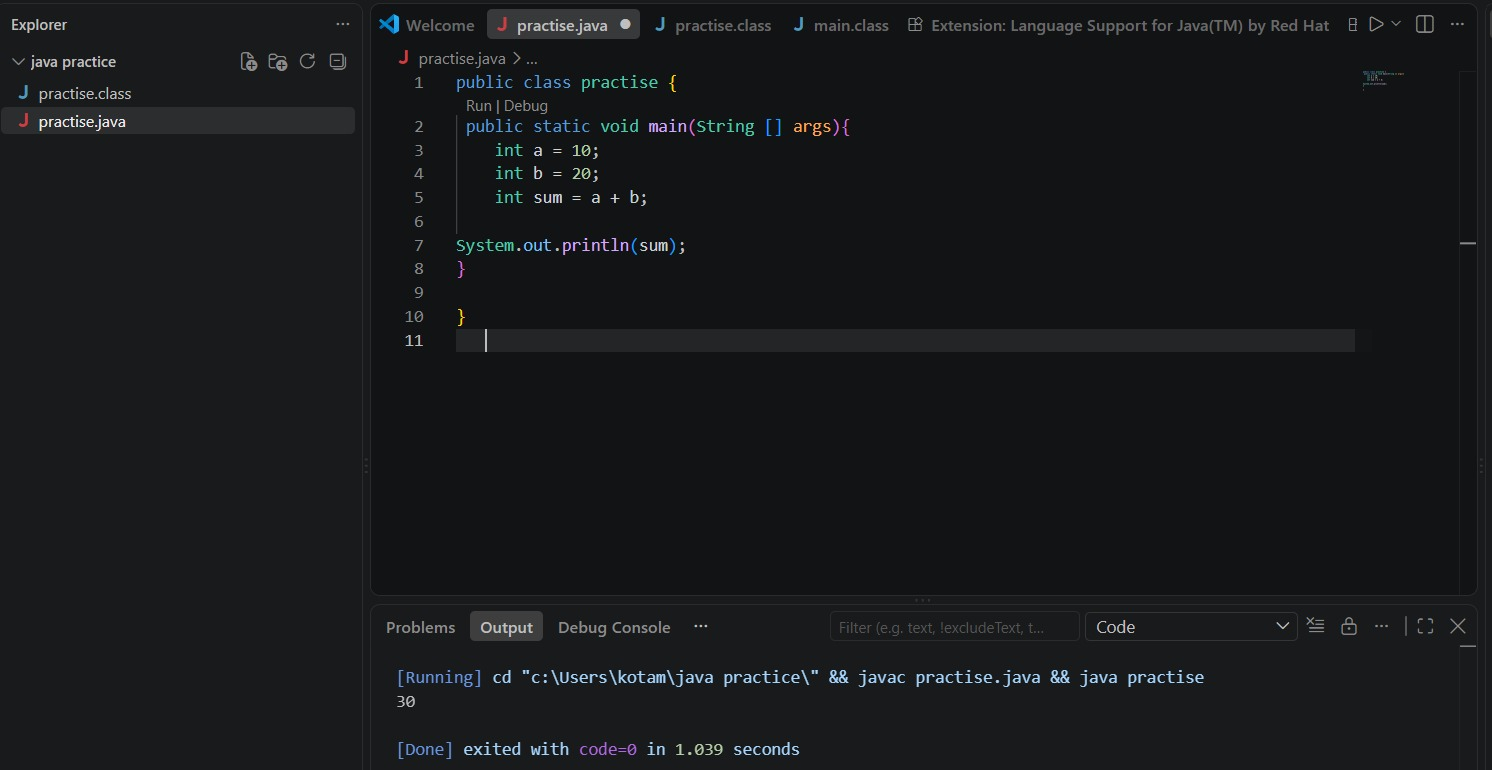 Explorer
java practice
practise.class
practise.java
Welcome
practise.java
practise.class
main.class
Extension: Language Support for Java(TM) by Red Hat
practise.java > ...
1 public class practise {
Run | Debug
2 public static void main(String [] args){
3 int a = 10;
4 int b = 20;
5 int sum = a + b;
6
7 System.out.println(sum);
8 }
9
10 }
11
Problems Output Debug Console ...
Filter (e.g. text, !excludeText, t...
Code
[Running] cd "c:\Users\kotam\java practice\" && javac practise.java && java practise
30
[Done] exited with code=0 in 1.039 seconds